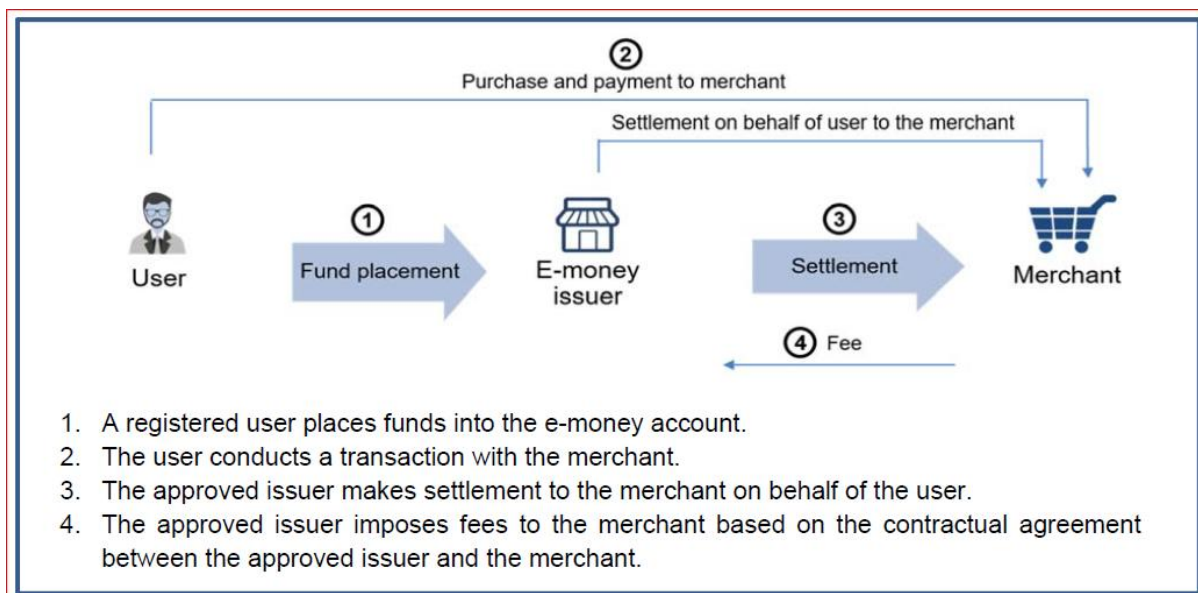 ②
Purchase and payment to merchant
Settlement on behalf of user to the merchant
①
③
User
Fund placement
E-money
issuer
Settlement
Merchant
④ Fee
1. A registered user places funds into the e-money account.
2. The user conducts a transaction with the merchant.
3. The approved issuer makes settlement to the merchant on behalf of the user.
4. The approved issuer imposes fees to the merchant based on the contractual agreement
between the approved issuer and the merchant.